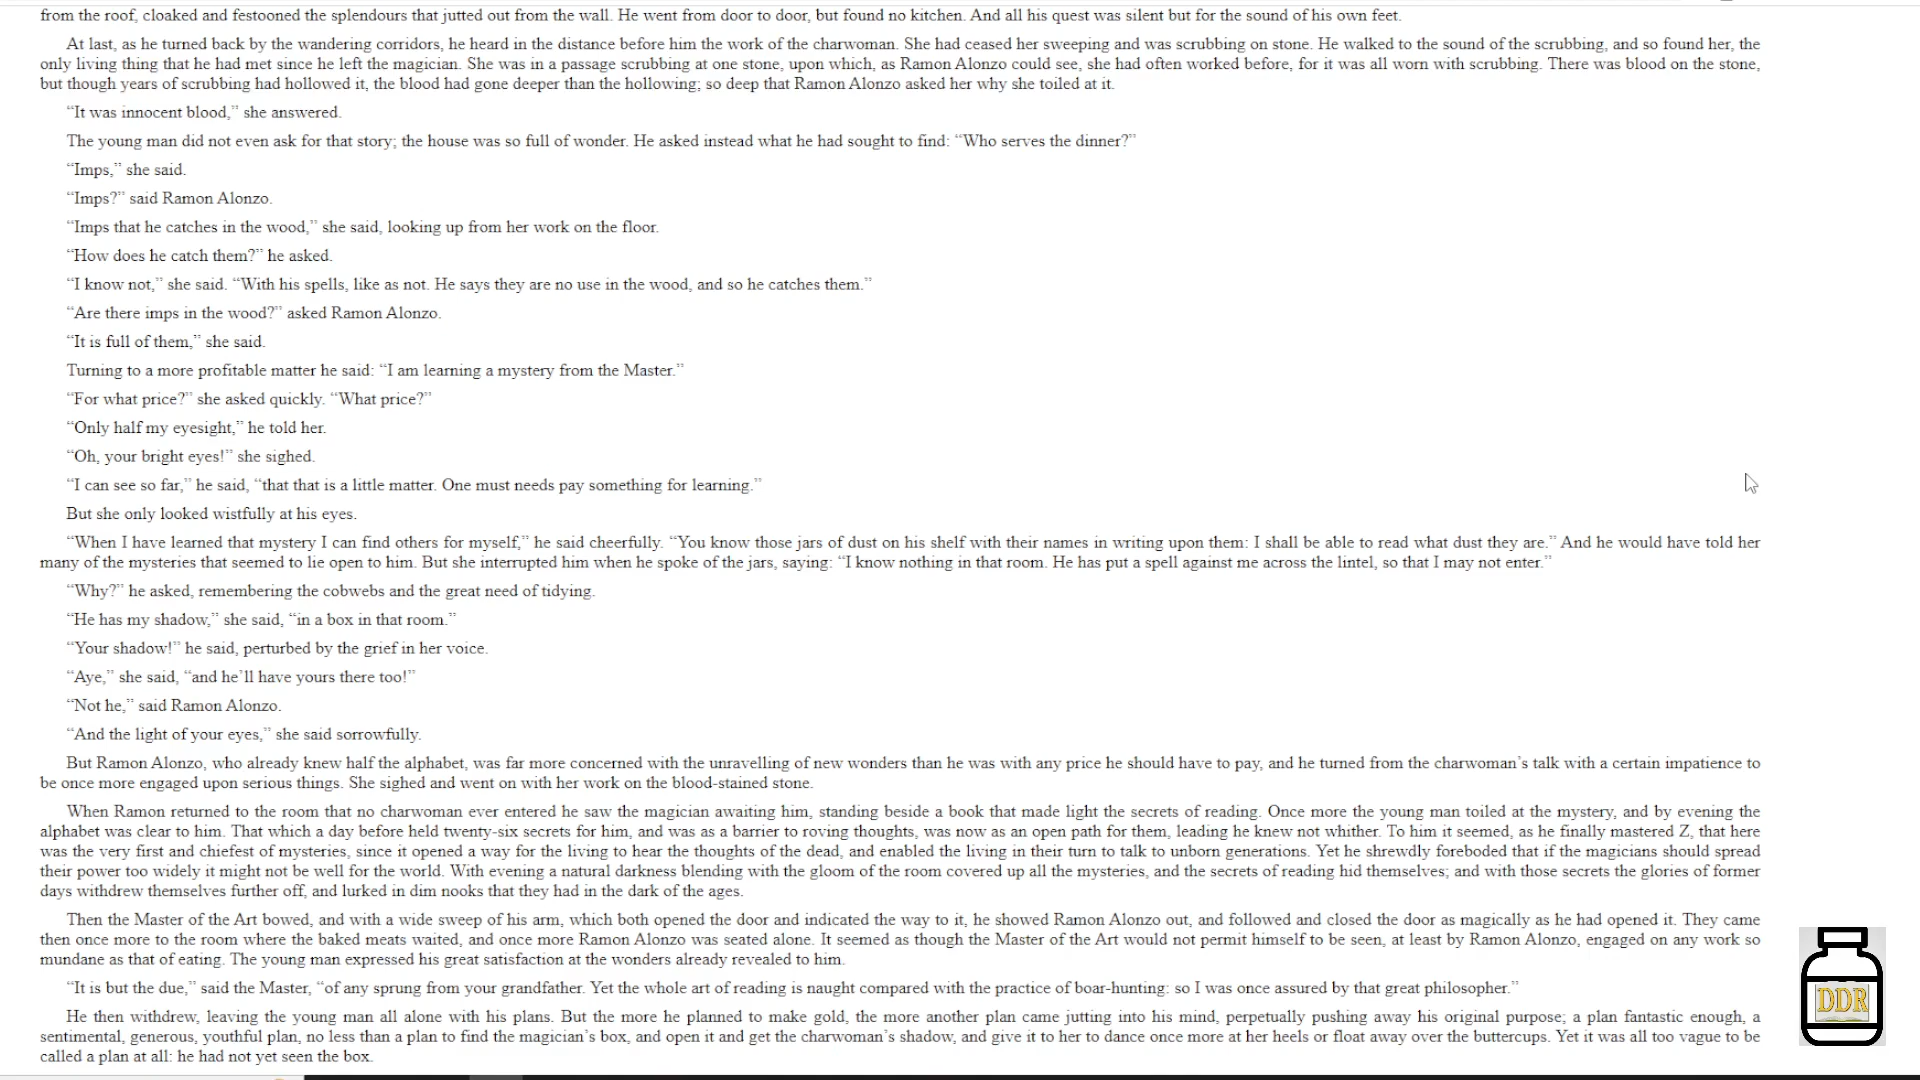 from the roof, cloaked and festooned the splendours that jutted out from the wall. He went from door to door, but found no kitchen. And all his quest was silent but for the sound of his own feet.
At last, as he turned back by the wandering corridors, he heard in the distance before him the work of the charwoman. She had ceased her sweeping and was scrubbing on stone. He walked to the sound of the scrubbing, and so found her, the
only living thing that he had met since he left the magician. She was in a passage scrubbing at one stone, upon which, as Ramon Alonzo could see, she had often worked before, for it was all worn with scrubbing. There was blood on the stone,
but though years of scrubbing had hollowed it, the blood had gone deeper than the hollowing; so deep that Ramon Alonzo asked her why she toiled at it.
“It was innocent blood,” she answered.
The young man did not even ask for that story; the house was so full of wonder. He asked instead what he had sought to find: “Who serves the dinner?”
“Imps,” she said.
“Imps?” said Ramon Alonzo.
“Imps that he catches in the wood,” she said, looking up from her work on the floor.
“How does he catch them?” he asked.
“I know not,” she said. “With his spells, like as not. He says they are no use in the wood, and so he catches them.”
“Are there imps in the wood?” asked Ramon Alonzo.
“It is full of them,” she said.
Turning to a more profitable matter he said: “I am learning a mystery from the Master.”
“For what price?” she asked quickly. “What price?”
“Only half my eyesight,” he told her.
“Oh, your bright eyes!” she sighed.
“I can see so far,” he said, “that that is a little matter. One must needs pay something for learning.”
But she only looked wistfully at his eyes.
“When I have learned that mystery I can find others for myself,” he said cheerfully. “You know those jars of dust on his shelf with their names in writing upon them: I shall be able to read what dust they are.” And he would have told her
many of the mysteries that seemed to lie open to him. But she interrupted him when he spoke of the jars, saying: “I know nothing in that room. He has put a spell against me across the lintel, so that I may not enter.”
“Why?” he asked, remembering the cobwebs and the great need of tidying.
“He has my shadow,” she said, “in a box in that room.”
“Your shadow!” he said, perturbed by the grief in her voice.
“Aye,” she said, “and he’ll have yours there too!”
“Not he,” said Ramon Alonzo.
“And the light of your eyes,” she said sorrowfully.
But Ramon Alonzo, who already knew half the alphabet, was far more concerned with the unravelling of new wonders than he was with any price he should have to pay, and he turned from the charwoman’s talk with a certain impatience to
be once more engaged upon serious things. She sighed and went on with her work on the blood-stained stone.
When Ramon returned to the room that no charwoman ever entered he saw the magician awaiting him, standing beside a book that made light the secrets of reading. Once more the young man toiled at the mystery, and by evening the
alphabet was clear to him. That which a day before held twenty-six secrets for him, and was as a barrier to roving thoughts, was now as an open path for them, leading he knew not whither. To him it seemed, as he finally mastered Z, that here
was the very first and chiefest of mysteries, since it opened a way for the living to hear the thoughts of the dead, and enabled the living in their turn to talk to unborn generations. Yet he shrewdly foreboded that if the magicians should spread
their power too widely it might not be well for the world. With evening a natural darkness blending with the gloom of the room covered up all the mysteries, and the secrets of reading hid themselves; and with those secrets the glories of former
days withdrew themselves further off, and lurked in dim nooks that they had in the dark of the ages.
Then the Master of the Art bowed, and with a wide sweep of his arm, which both opened the door and indicated the way to it, he showed Ramon Alonzo out, and followed and closed the door as magically as he had opened it. They came
then once more to the room where the baked meats waited, and once more Ramon Alonzo was seated alone. It seemed as though the Master of the Art would not permit himself to be seen, at least by Ramon Alonzo, engaged on any work so
mundane as that of eating. The young man expressed his great satisfaction at the wonders already revealed to him.
“It is but the due,” said the Master, “of any sprung from your grandfather. Yet the whole art of reading is naught compared with the practice of boar-hunting: so I was once assured by that great philosopher.”
He then withdrew, leaving the young man all alone with his plans. But the more he planned to make gold, the more another plan came jutting into his mind, perpetually pushing away his original purpose; a plan fantastic enough, a
sentimental, generous, youthful plan, no less than a plan to find the magician’s box, and open it and get the charwoman’s shadow, and give it to her to dance once more at her heels or float away over the buttercups. Yet it was all too vague to be
called a plan at all: he had not yet seen the box.
DDR